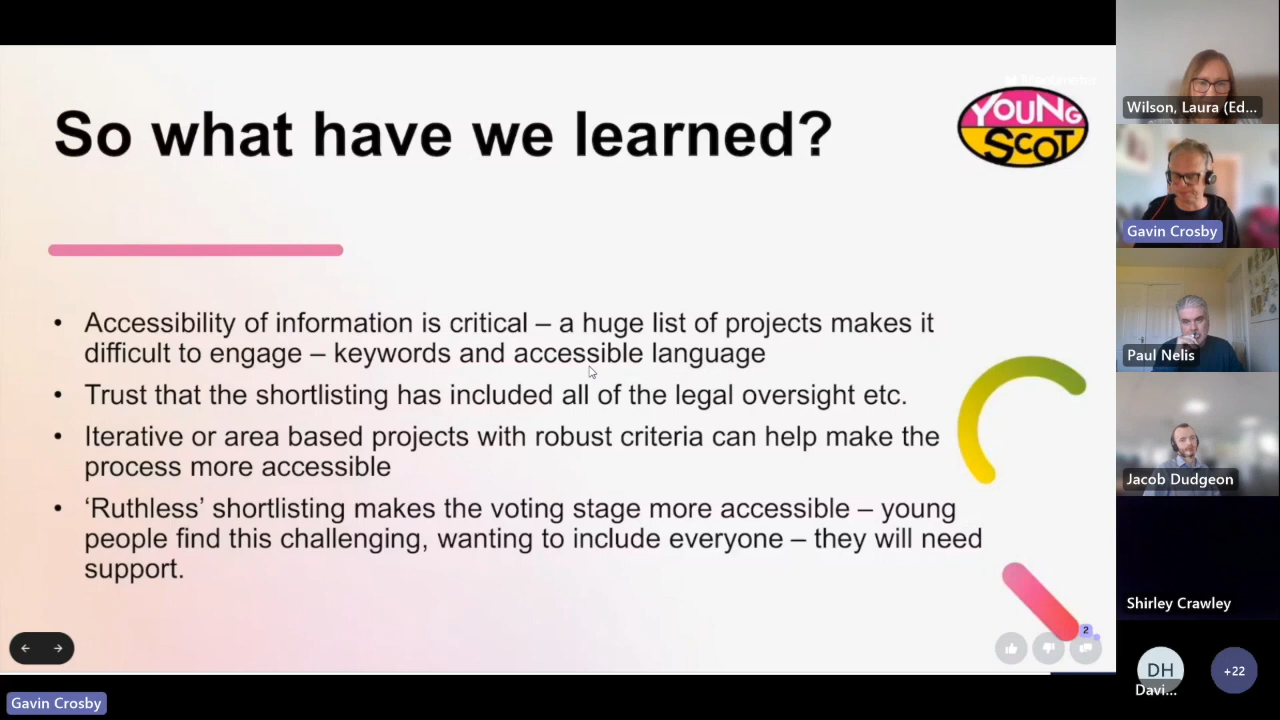 So what have we learned?
YOUNG
SCOT
• Accessibility of information is critical – a huge list of projects makes it
difficult to engage – keywords and accessible language
• Trust that the shortlisting has included all of the legal oversight etc.
• Iterative or area based projects with robust criteria can help make the
process more accessible
• ‘Ruthless’ shortlisting makes the voting stage more accessible – young
people find this challenging, wanting to include everyone – they will need
support.
2
Gavin Crosby
Wilson, Laura (Ed...
Gavin Crosby
Paul Nelis
Jacob Dudgeon
Shirley Crawley
DH
Davi...
+22